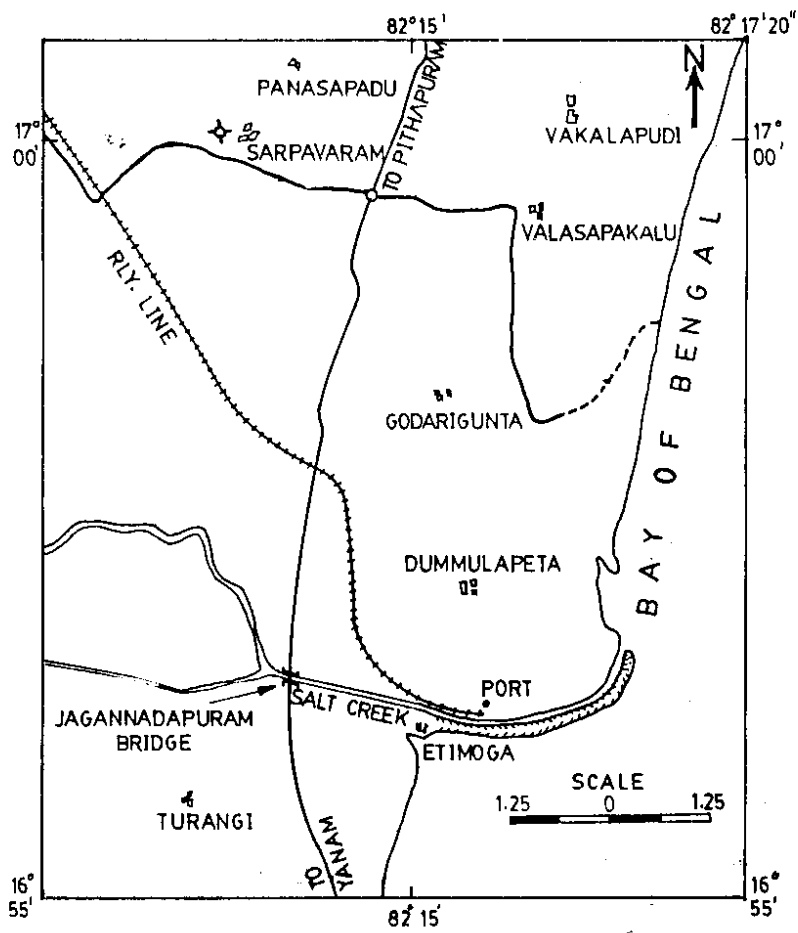 82° 15'
82° 17' 20"
N
PANASAPADU
TO PITHAPURAM
VAKALAPUDI
17°
00'
17°
00'
SARPAVARAM
VALASAPAKALU
RLY. LINE
BAY OF BENGAL
GODARIGUNTA
DUMMULAPETA
PORT
SALT CREEK
JAGANNADAPURAM
BRIDGE
ETIMOGA
SCALE
1.25 0 1.25
TURANGI
TO
YANAM
16°
55'
16°
55'
82° 15'